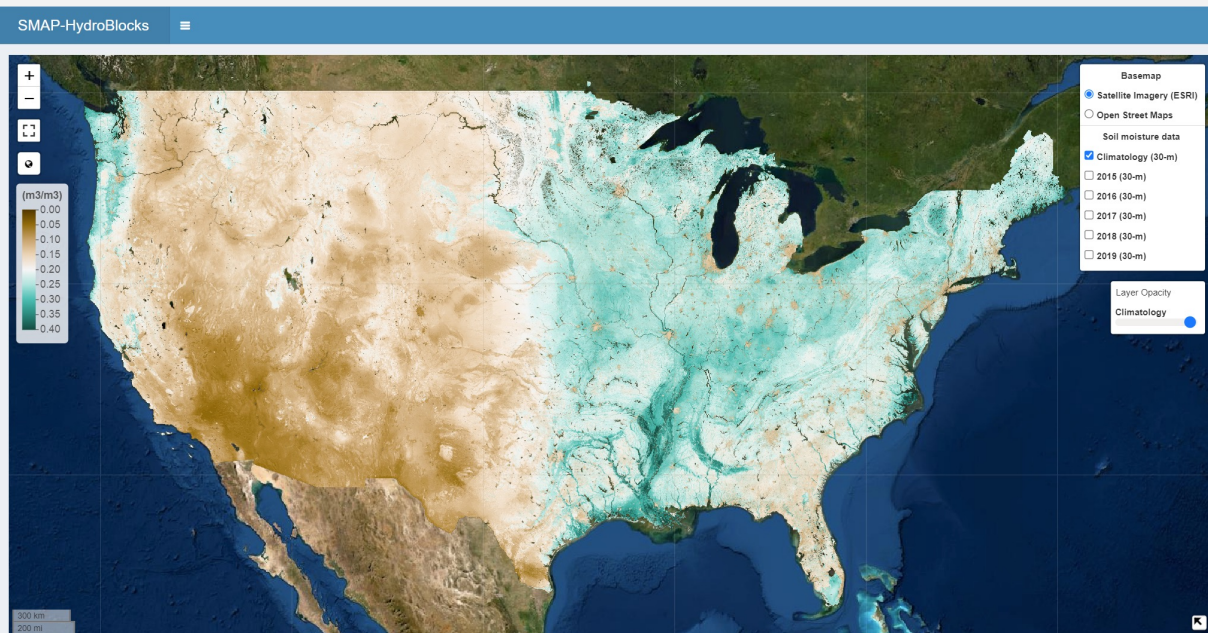 SMAP-HydroBlocks
+
−
(m3/m3)
0.00
0.05
0.10
0.15
0.20
0.25
0.30
0.35
0.40
Basemap
Satellite Imagery (ESRI)
Open Street Maps
Soil moisture data
Climatology (30-m)
2015 (30-m)
2016 (30-m)
2017 (30-m)
2018 (30-m)
2019 (30-m)
Layer Opacity
Climatology
300 km
200 mi